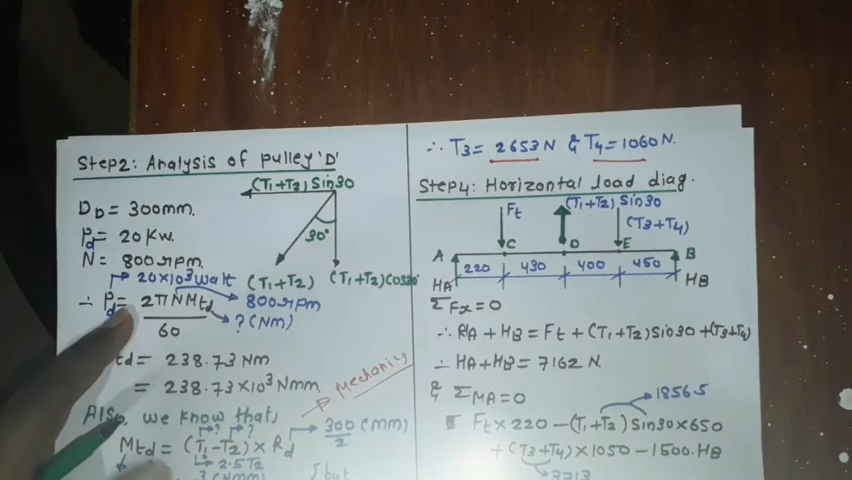 Step2: Analysis of pulley 'D'
(T1+T2) Sin30
DD = 300mm.
Pd = 20 Kw.
N = 800 rpm.
30°
20×10³ Watt
(T1+T2)
(T1+T2) Cos30°
∴ Pd = 2πNMtd
60
800rpm
? (Nm)
td = 238.73 Nm
= 238.73×10³ Nmm
Mechanics
Also, we know that,
? ?
Mtd = (T1-T2) × Rd
300 (mm)
2
2.5T2
(Nmm)
{but
∴ T3 = 2653 N & T4 = 1060 N.
Step4: Horizontal load diag.
Ft
(T1+T2) Sin30
(T3+T4)
A
C
D
E
B
220
430
400
450
HA
HB
ΣFx = 0
∴ RA + HB = Ft + (T1+T2) Sin30 + (T3+T4)
∴ HA + HB = 7162 N
& ΣMA = 0
1856.5
Ft × 220 - (T1+T2) Sin30 × 650
+ (T3+T4) × 1050 - 1500.HB
3713